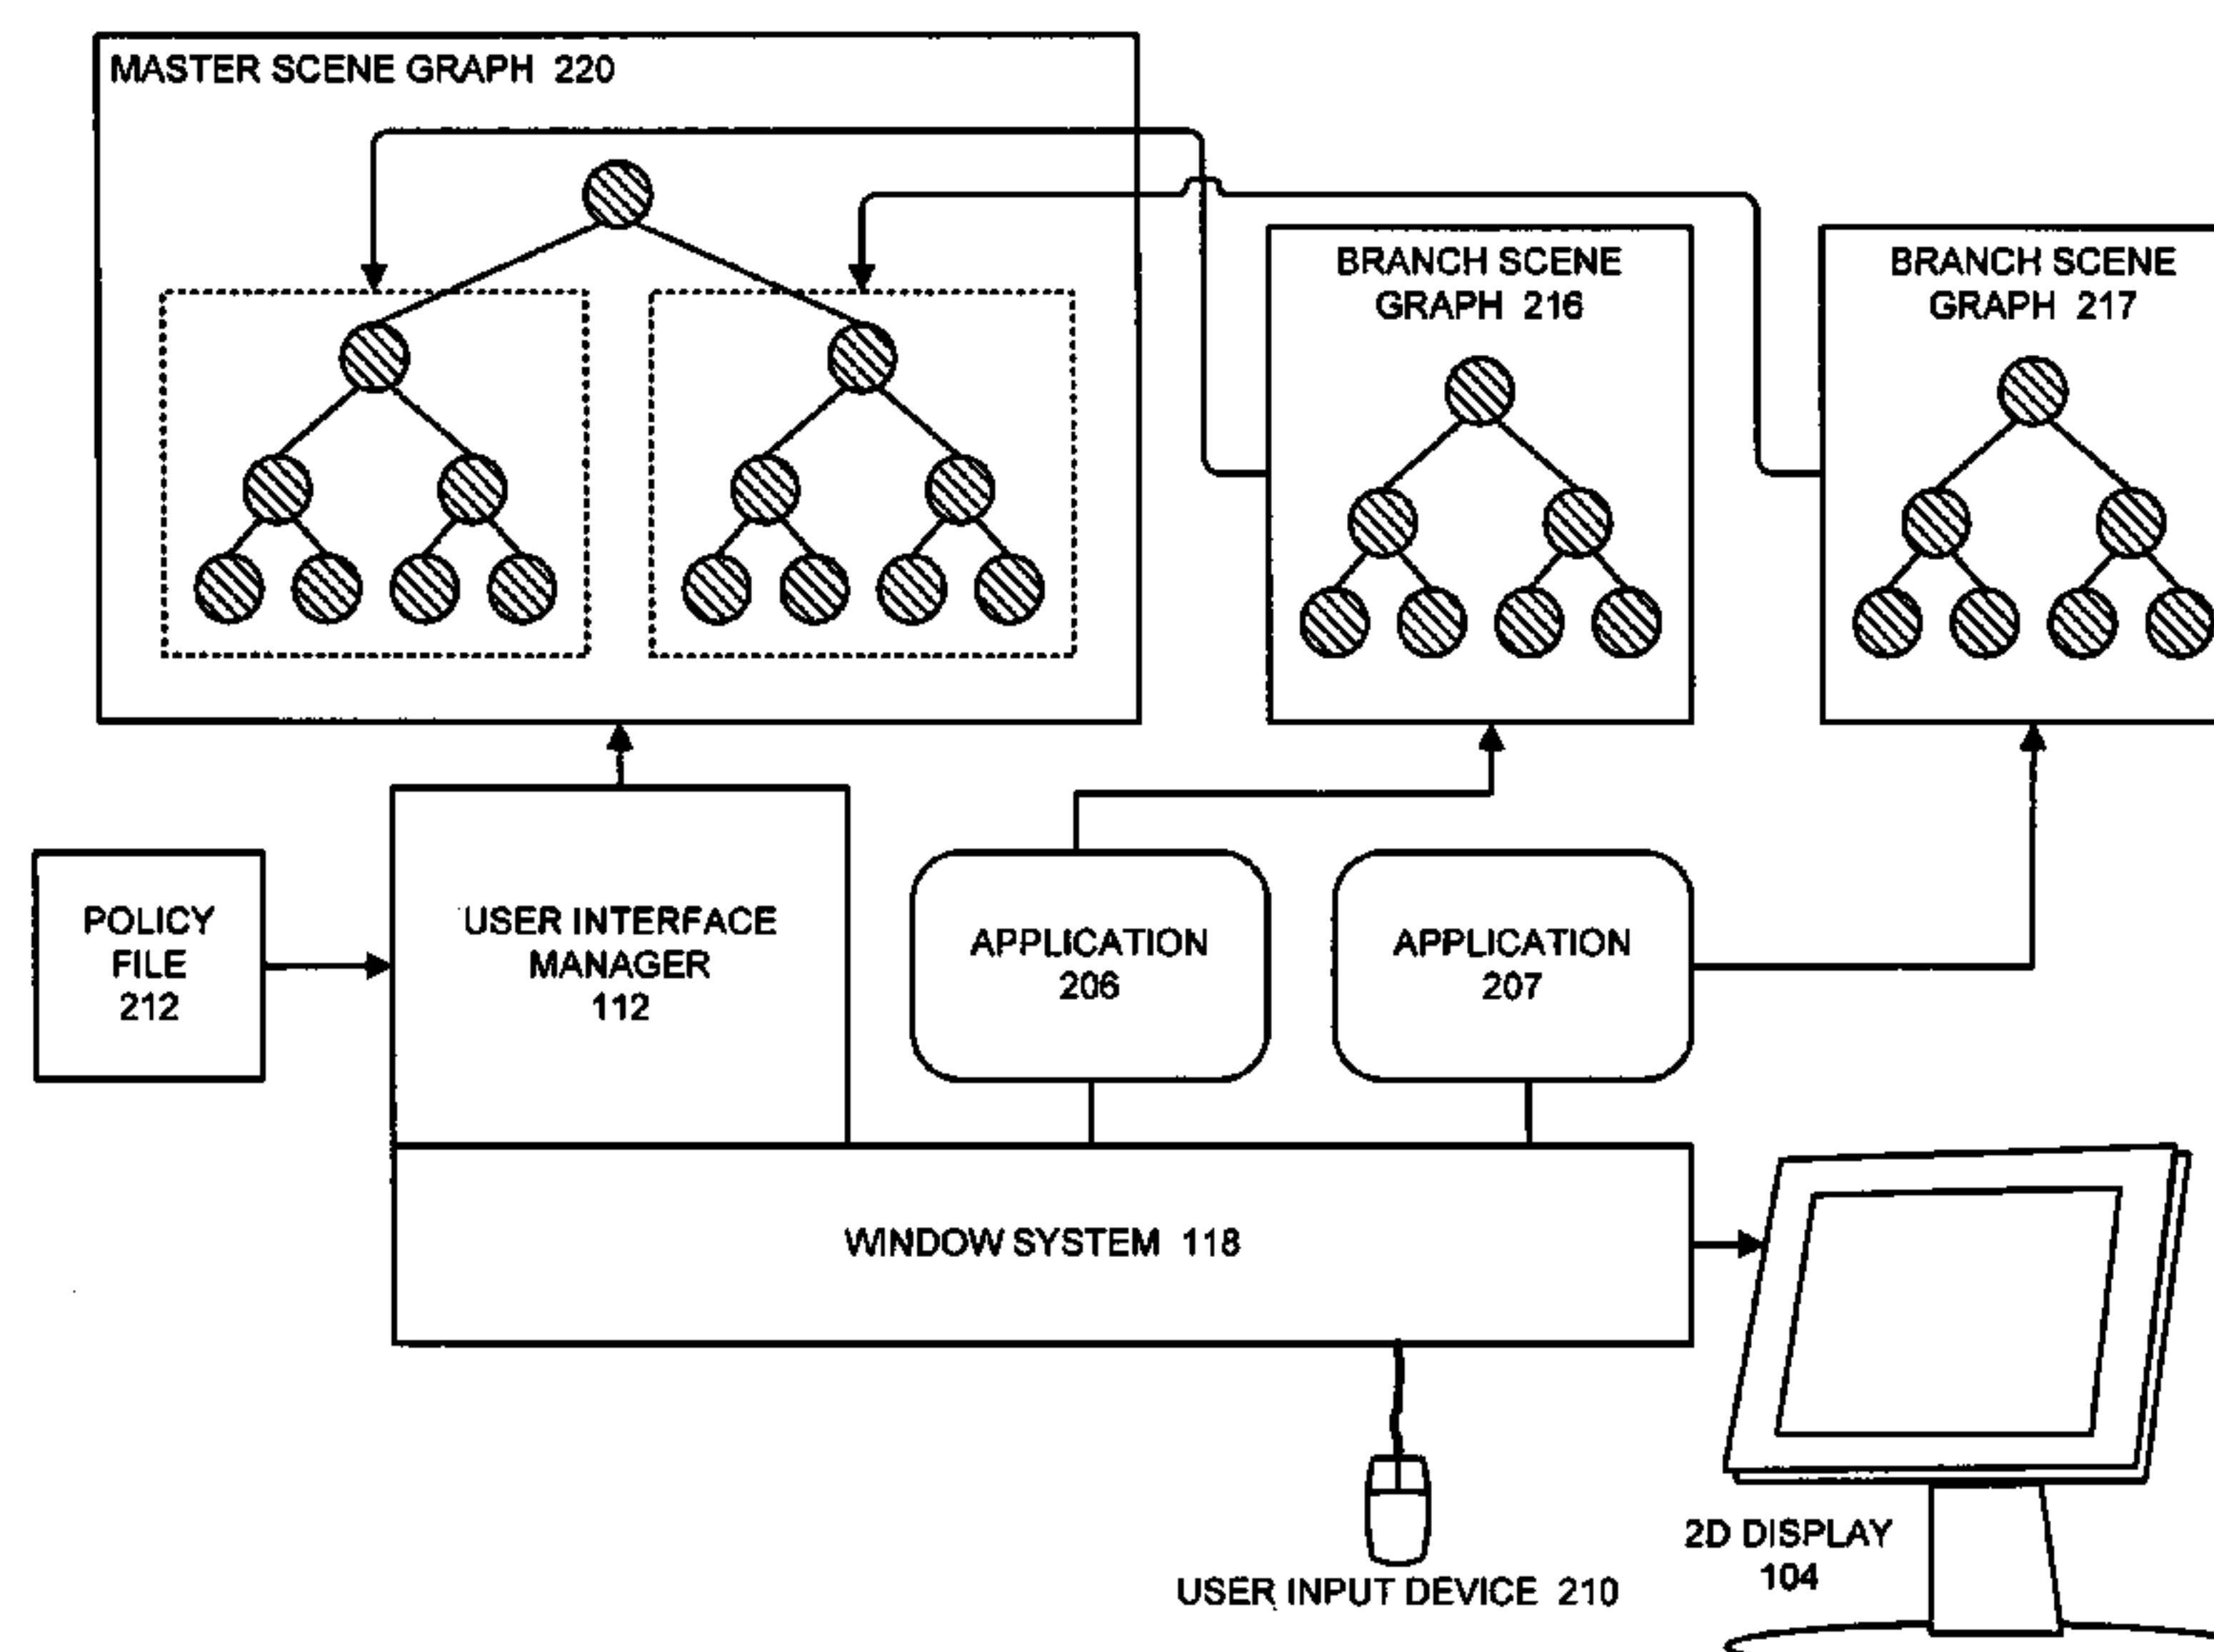 MASTER SCENE GRAPH 220
BRANCH SCENE
GRAPH 216
BRANCH SCENE
GRAPH 217
POLICY
FILE
212
USER INTERFACE
MANAGER
112
APPLICATION
206
APPLICATION
207
WINDOW SYSTEM 118
2D DISPLAY
104
USER INPUT DEVICE 210